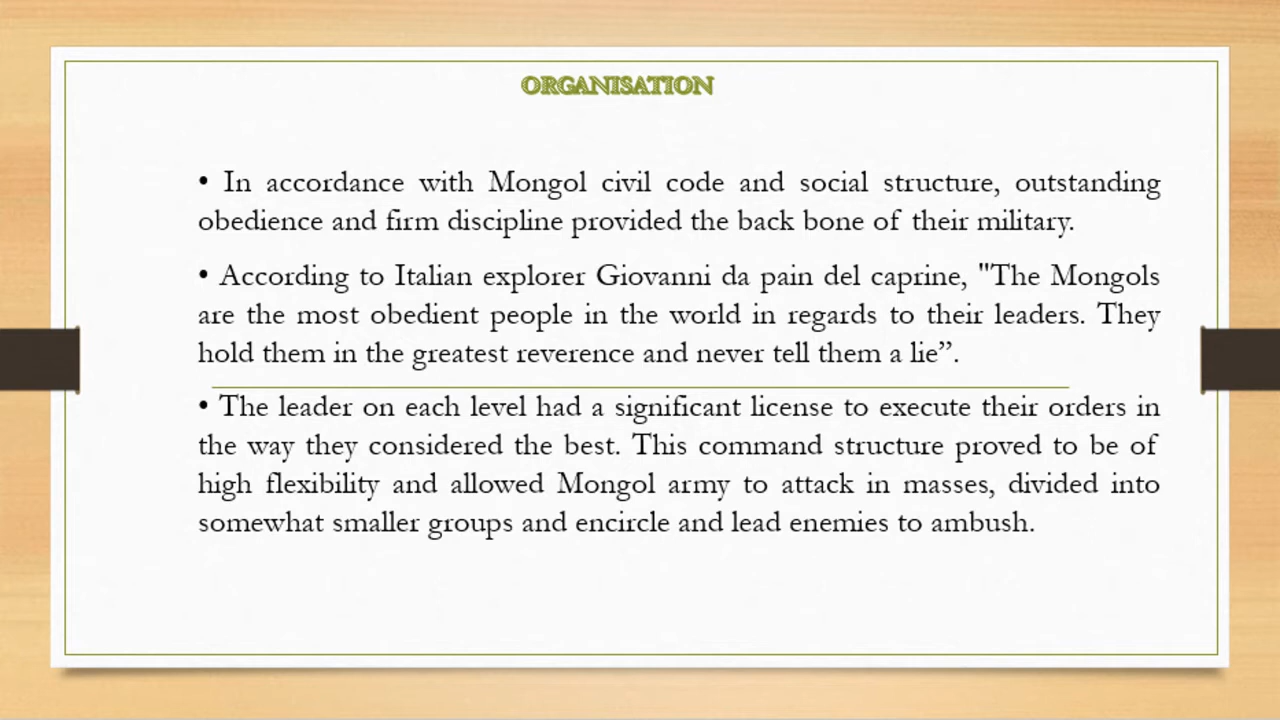 ORGANISATION
• In accordance with Mongol civil code and social structure, outstanding
obedience and firm discipline provided the back bone of their military.
• According to Italian explorer Giovanni da pain del caprine, "The Mongols
are the most obedient people in the world in regards to their leaders. They
hold them in the greatest reverence and never tell them a lie”.
• The leader on each level had a significant license to execute their orders in
the way they considered the best. This command structure proved to be of
high flexibility and allowed Mongol army to attack in masses, divided into
somewhat smaller groups and encircle and lead enemies to ambush.